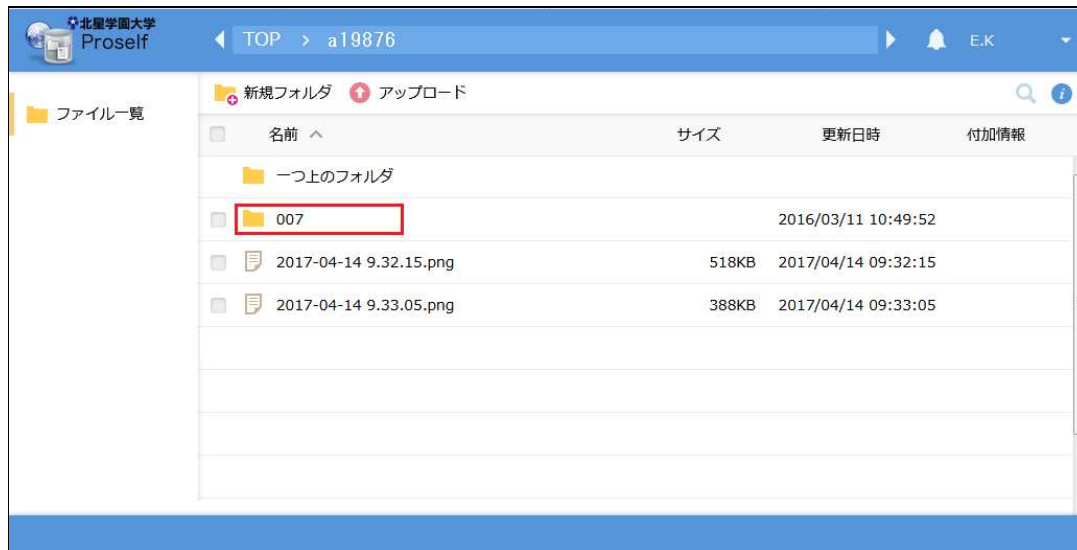 北星学園大学
Proself
TOP > a19876
E.K
ファイル一覧
新規フォルダ アップロード
名前 サイズ 更新日時 付加情報
一つ上のフォルダ
007 2016/03/11 10:49:52
2017-04-14 9.32.15.png 518KB 2017/04/14 09:32:15
2017-04-14 9.33.05.png 388KB 2017/04/14 09:33:05